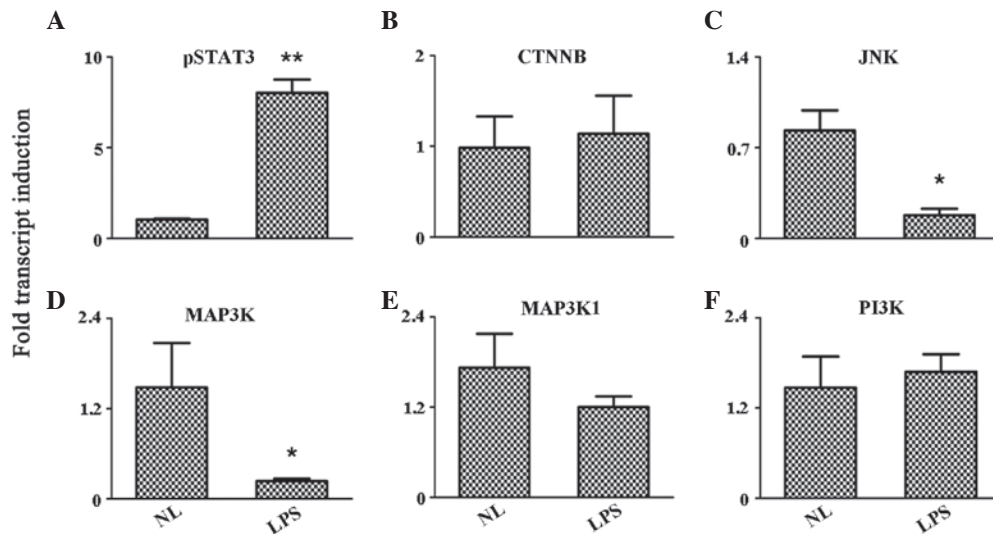 Fold transcript induction
A
pSTAT3
10
5
0
**
B
CTNNB
2
1
0
C
JNK
1.4
0.7
0
*
D
MAP3K
2.4
1.2
0
*
NL
LPS
E
MAP3K1
2.4
1.2
0
NL
LPS
F
PI3K
2.4
1.2
0
NL
LPS